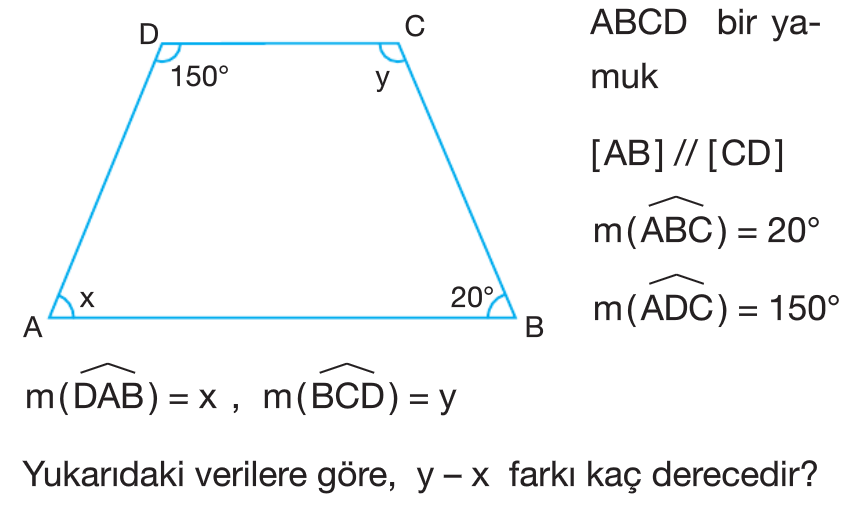 D
C
150°
y
x
20°
A
B
ABCD bir ya-
muk
[AB] // [CD]
m(ABC) = 20°
m(ADC) = 150°
m(DAB) = x , m(BCD) = y
Yukarıdaki verilere göre, y – x farkı kaç derecedir?